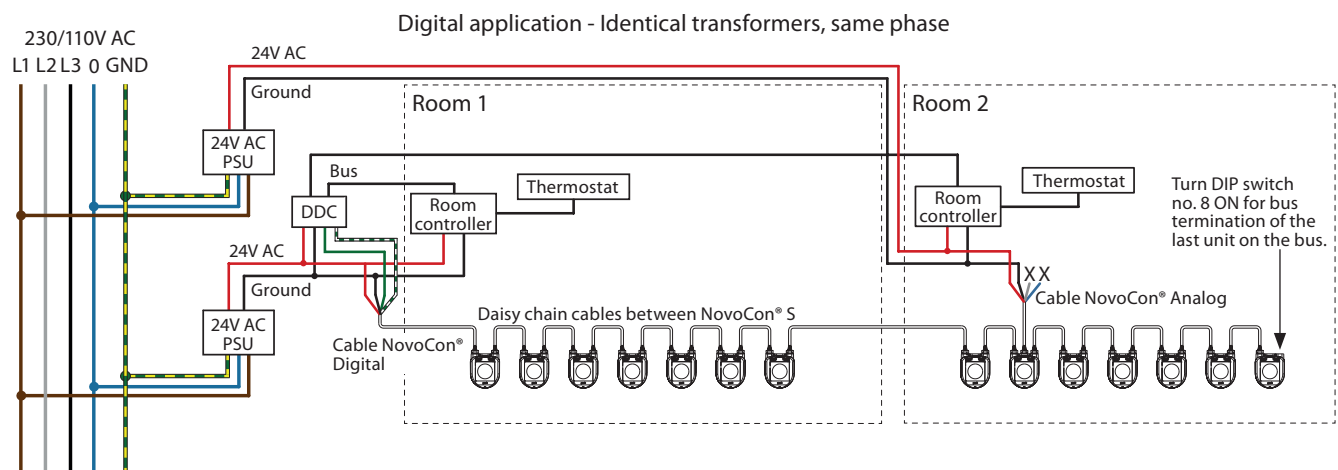 Digital application - Identical transformers, same phase
230/110V AC
L1 L2 L3 0 GND
24V AC
Ground
24V AC
PSU
Room 1
Room 2
Bus
Thermostat
Thermostat
DDC
Room
controller
Room
controller
Turn DIP switch
no. 8 ON for bus
termination of the
last unit on the bus.
24V AC
Ground
24V AC
PSU
X X
Cable NovoCon® Analog
Daisy chain cables between NovoCon® S
Cable NovoCon®
Digital